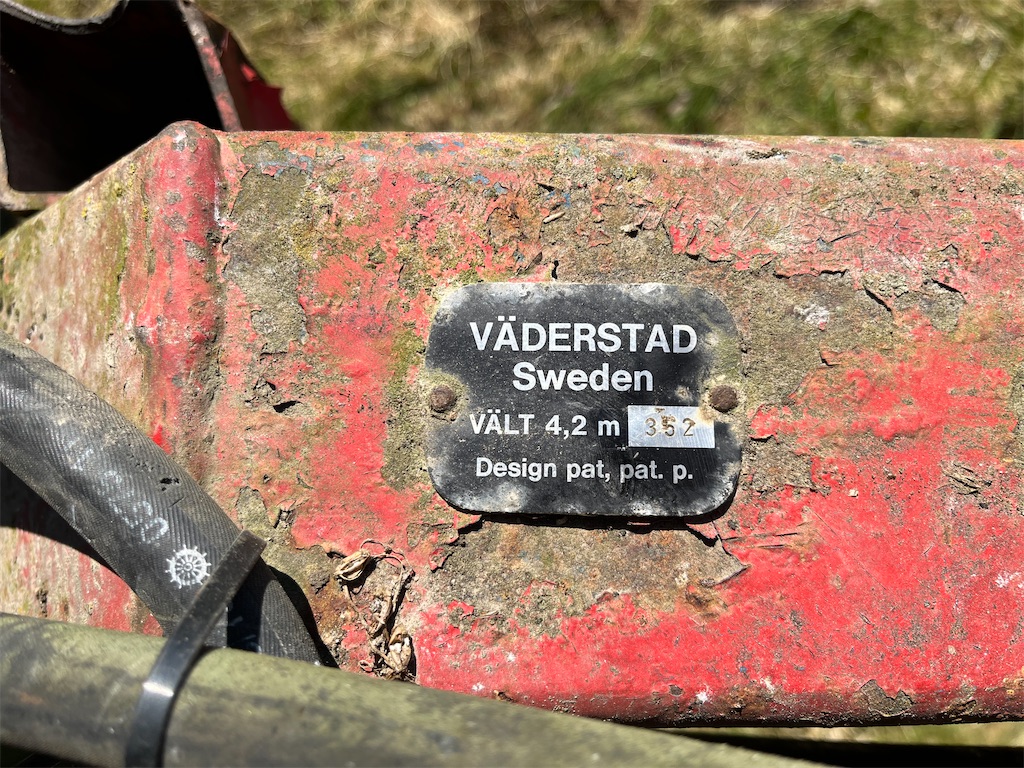 VÄDERSTAD
Sweden
VÄLT 4,2 m 352
Design pat, pat. p.